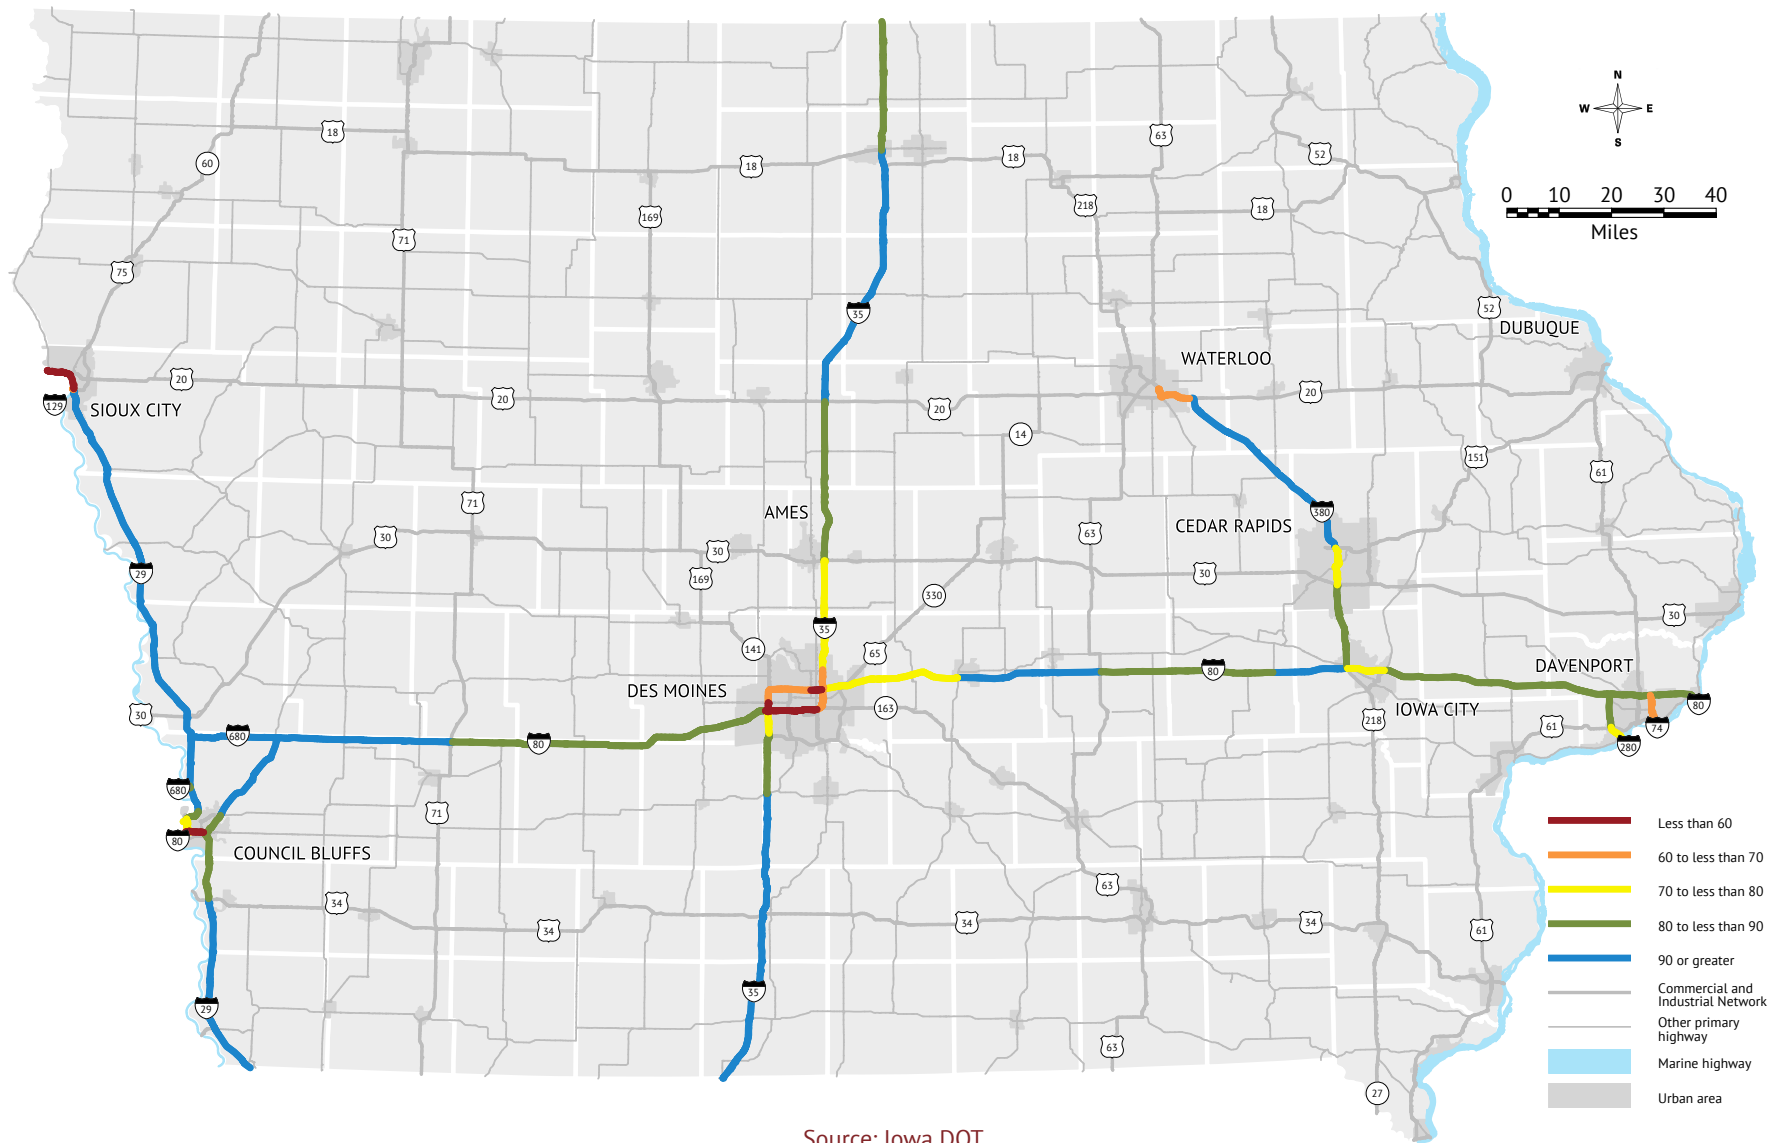 N
W E
S
0 10 20 30 40
Miles
18
60
18
18
63
52
169
218
18
71
75
35
52
DUBUQUE
WATERLOO
20
20
20
20
129
SIOUX CITY
14
151
61
71
AMES
CEDAR RAPIDS
380
30
30
63
29
169
30
330
35
30
141
65
DES MOINES
80
DAVENPORT
163
IOWA CITY
80
30
218
61
74
680
80
280
680
71
80
COUNCIL BLUFFS
34
63
34
34
34
61
35
29
63
27
Less than 60
60 to less than 70
70 to less than 80
80 to less than 90
90 or greater
Commercial and
Industrial Network
Other primary
highway
Marine highway
Urban area
Source: Iowa DOT